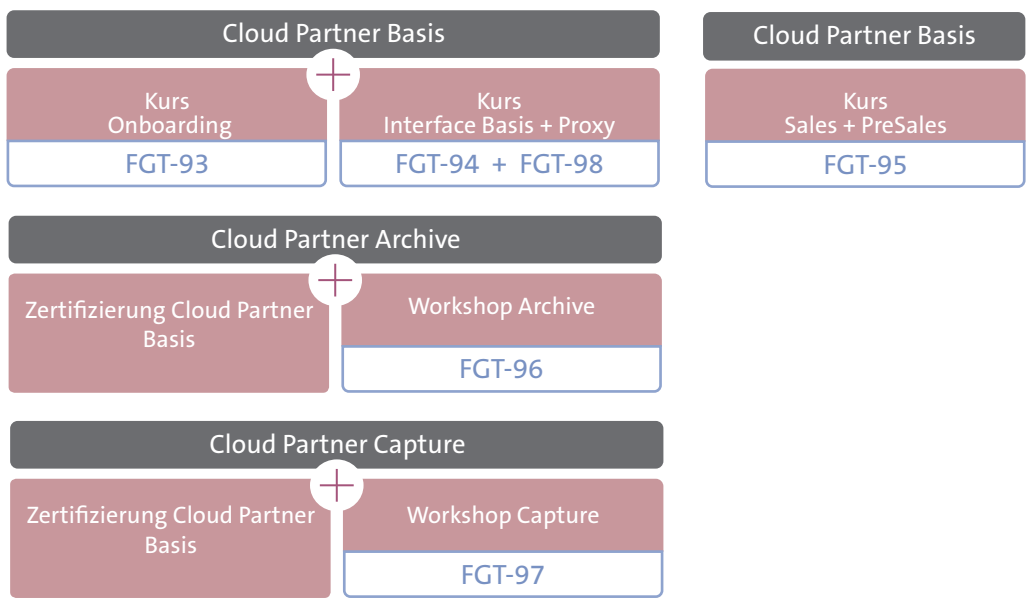 Cloud Partner Basis
Kurs
Onboarding
FGT-93
Kurs
Interface Basis + Proxy
FGT-94 + FGT-98
Cloud Partner Basis
Kurs
Sales + PreSales
FGT-95
Cloud Partner Archive
Zertifizierung Cloud Partner
Basis
Workshop Archive
FGT-96
Cloud Partner Capture
Zertifizierung Cloud Partner
Basis
Workshop Capture
FGT-97